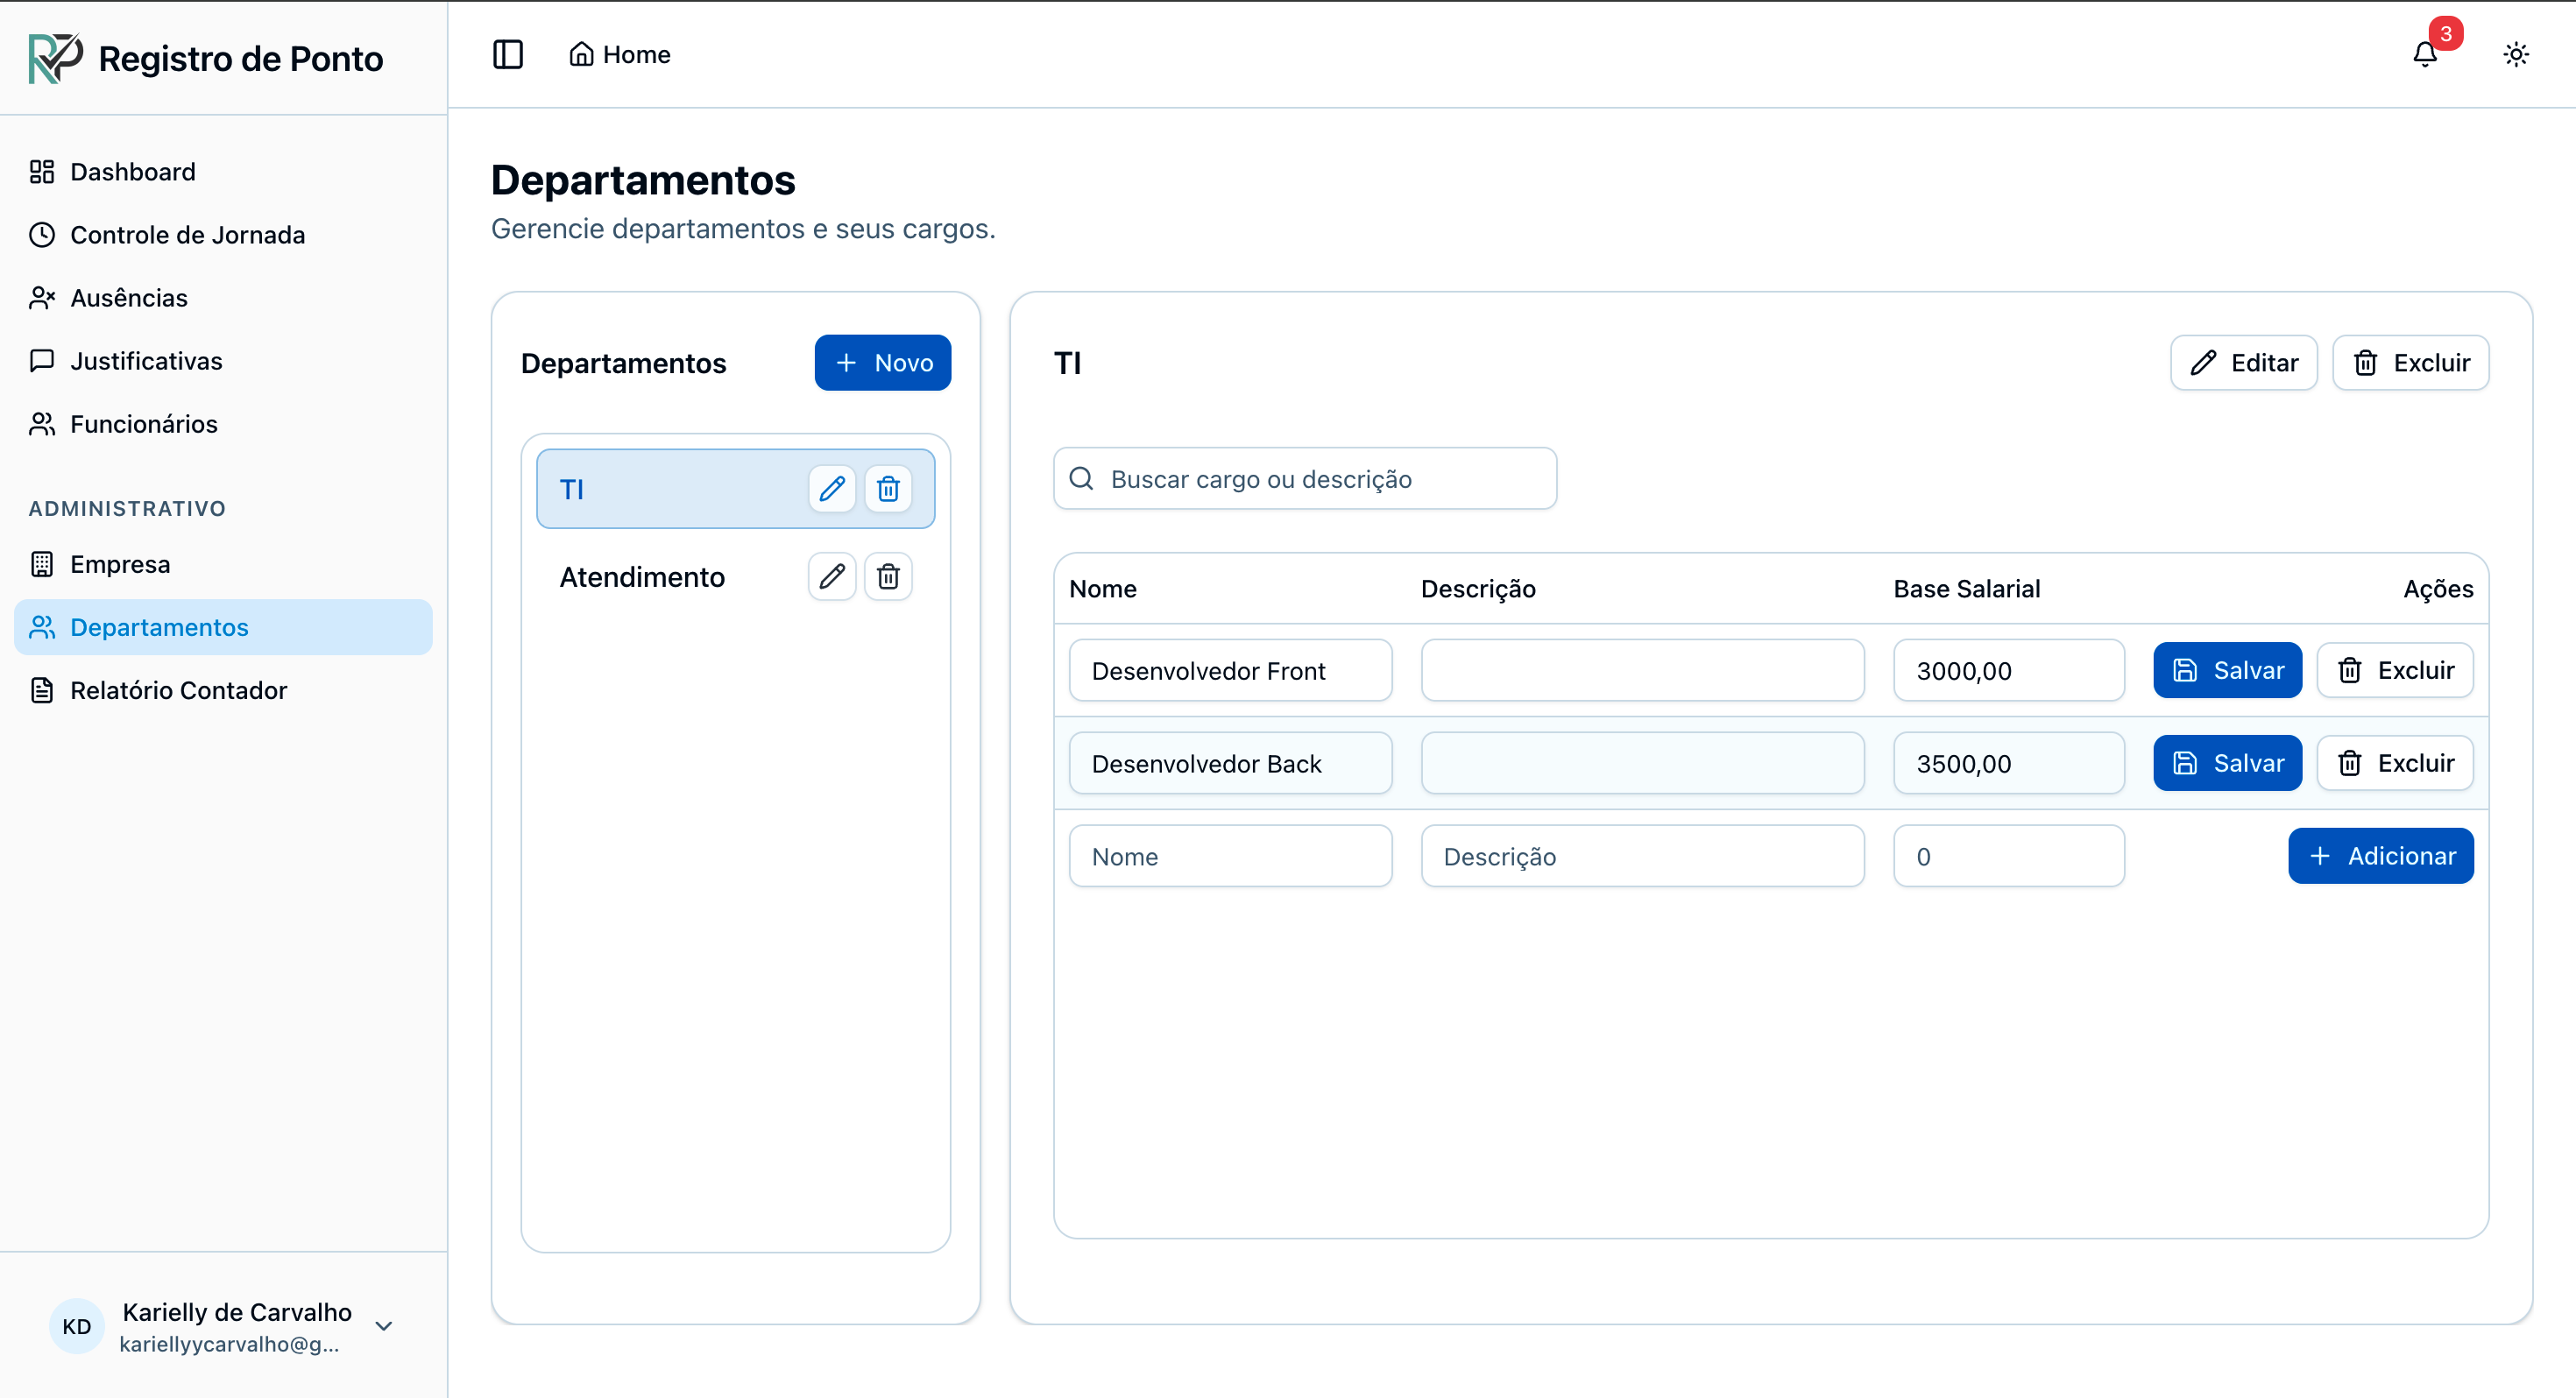 Registro de Ponto
Home
3
Dashboard
Controle de Jornada
Ausências
Justificativas
Funcionários
ADMINISTRATIVO
Empresa
Departamentos
Relatório Contador
KD
Karielly de Carvalho
kariellyycarvalho@g...
Departamentos
Gerencie departamentos e seus cargos.
Departamentos
Novo
TI
Atendimento
TI
Editar Excluir
Buscar cargo ou descrição
Nome Descrição Base Salarial Ações
Desenvolvedor Front 3000,00 Salvar Excluir
Desenvolvedor Back 3500,00 Salvar Excluir
Nome Descrição 0 Adicionar